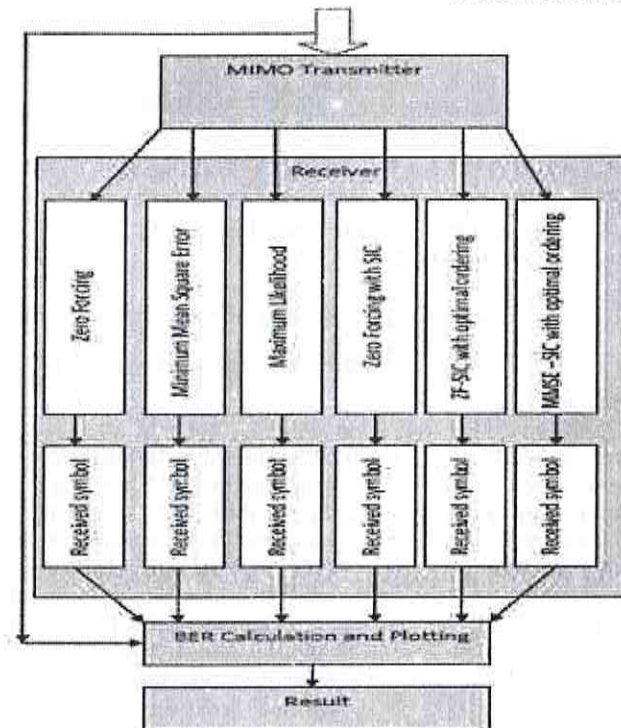 MIMO Transmitter
Receiver
Zero Forcing
Minimum Mean Square Error
Maximum Likelihood
Zero Forcing with SIC
ZF-SIC with optimal ordering
MMSE –SIC with optimal ordering
Received symbol
Received symbol
Received symbol
Received symbol
Received symbol
Received symbol
BER Calculation and Plotting
Result